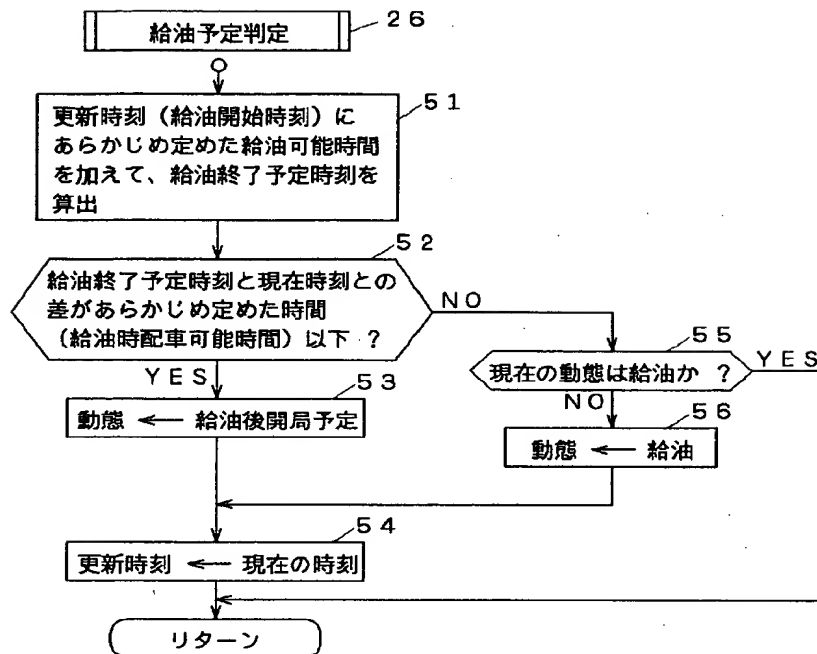 給油予定判定
26
51
更新時刻(給油開始時刻)に
あらかじめ定めた給油可能時間
を加えて、給油終了予定時刻を
算出
52
給油終了予定時刻と現在時刻との
差があらかじめ定めた時間
(給油時配車可能時間)以下 ?
NO
YES
55
現在の動態は給油か ?
YES
NO
53
動態 ← 給油後開局予定
56
動態 ← 給油
54
更新時刻 ← 現在の時刻
リターン